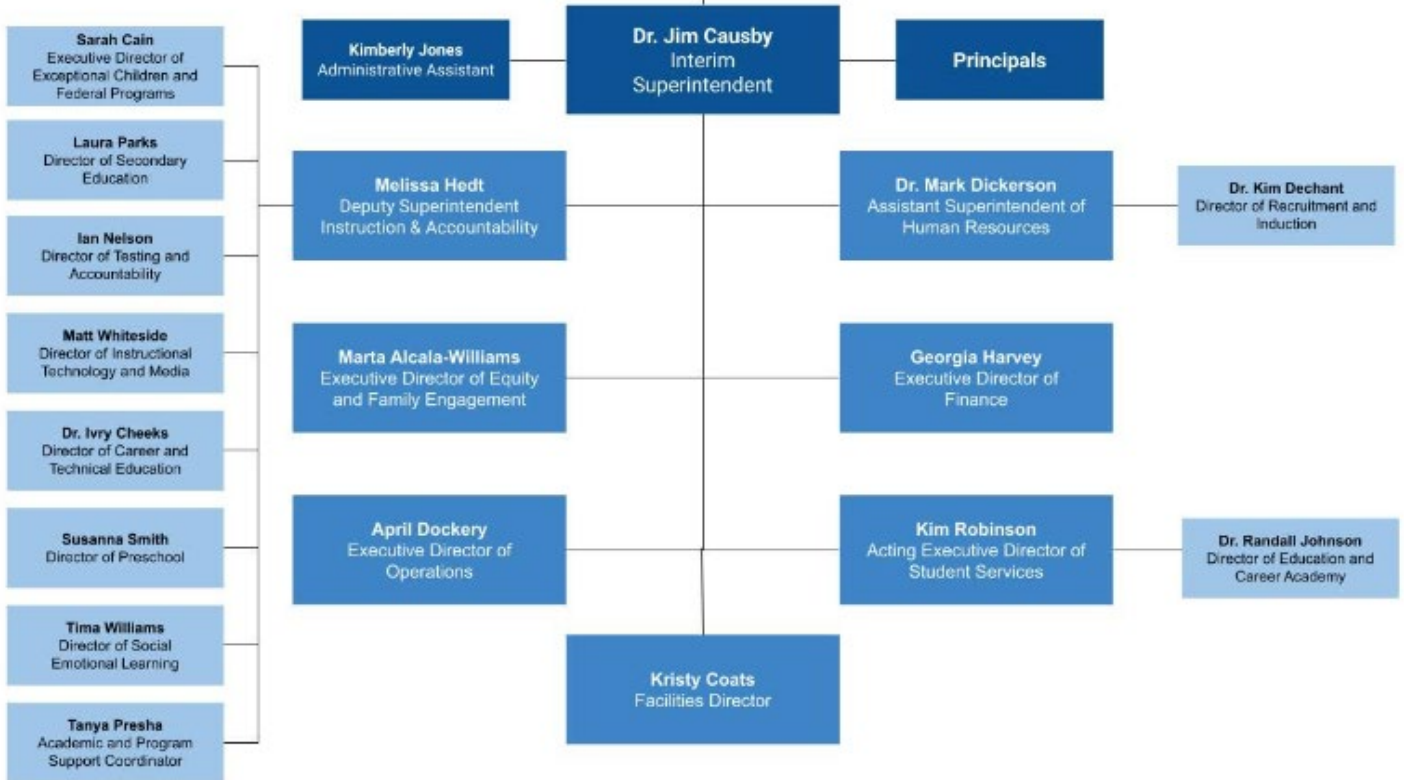 Sarah Cain
Executive Director of
Exceptional Children and
Federal Programs
Kimberly Jones
Administrative Assistant
Dr. Jim Causby
Interim
Superintendent
Principals
Laura Parks
Director of Secondary
Education
Melissa Hedt
Deputy Superintendent
Instruction & Accountability
Dr. Mark Dickerson
Assistant Superintendent of
Human Resources
Dr. Kim Dechant
Director of Recruitment and
Induction
Ian Nelson
Director of Testing and
Accountability
Matt Whiteside
Director of Instructional
Technology and Media
Marta Alcala-Williams
Executive Director of Equity
and Family Engagement
Georgia Harvey
Executive Director of
Finance
Dr. Ivry Cheeks
Director of Career and
Technical Education
Susanna Smith
Director of Preschool
April Dockery
Executive Director of
Operations
Kim Robinson
Acting Executive Director of
Student Services
Dr. Randall Johnson
Director of Education and
Career Academy
Tima Williams
Director of Social
Emotional Learning
Kristy Coats
Facilities Director
Tanya Presha
Academic and Program
Support Coordinator